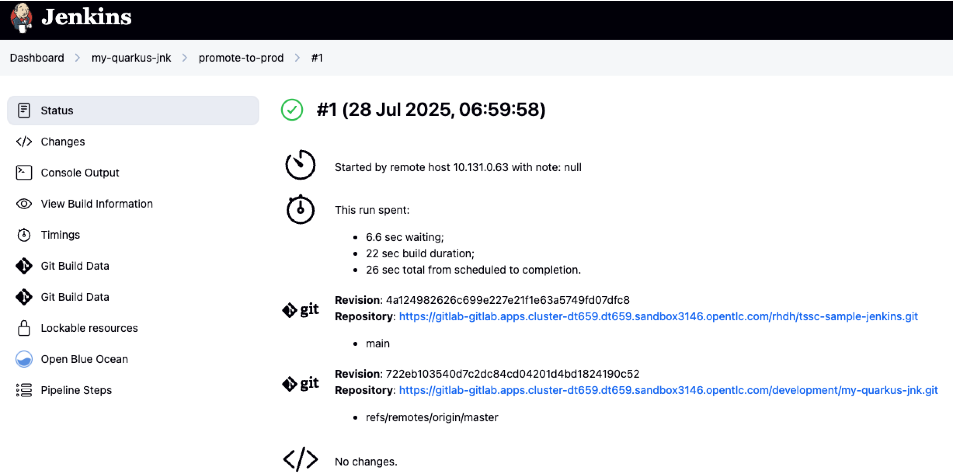 Jenkins
Dashboard > my-quarkus-jnk > promote-to-prod > #1
Status
Changes
Console Output
View Build Information
Timings
Git Build Data
Git Build Data
Lockable resources
Open Blue Ocean
Pipeline Steps
#1 (28 Jul 2025, 06:59:58)
Started by remote host 10.131.0.63 with note: null
This run spent:
• 6.6 sec waiting;
• 22 sec build duration;
• 26 sec total from scheduled to completion.
git
Revision: 4a124982626c699e227e21f1e63a5749fd07dfc8
Repository: https://gitlab-gitlab.apps.cluster-dt659.dt659.sandbox3146.opentlc.com/rhdh/tssc-sample-jenkins.git
• main
git
Revision: 722eb103540d7c2dc84cd04201d4bd1824190c52
Repository: https://gitlab-gitlab.apps.cluster-dt659.dt659.sandbox3146.opentlc.com/development/my-quarkus-jnk.git
• refs/remotes/origin/master
No changes.